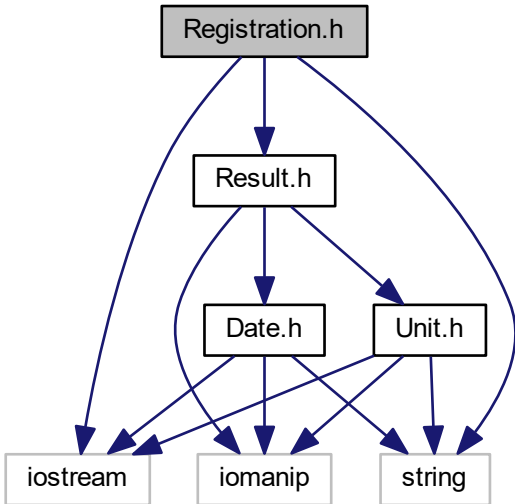 Registration.h
Result.h
Date.h
Unit.h
iostream
iomanip
string